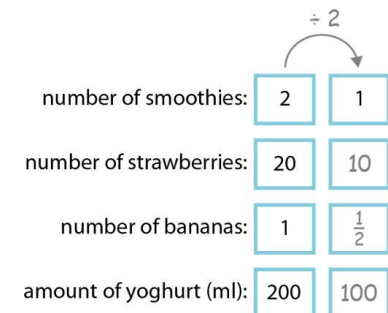 ÷ 2
number of smoothies: 2 1
number of strawberries: 20 10
number of bananas: 1 1/2
amount of yoghurt (ml): 200 100